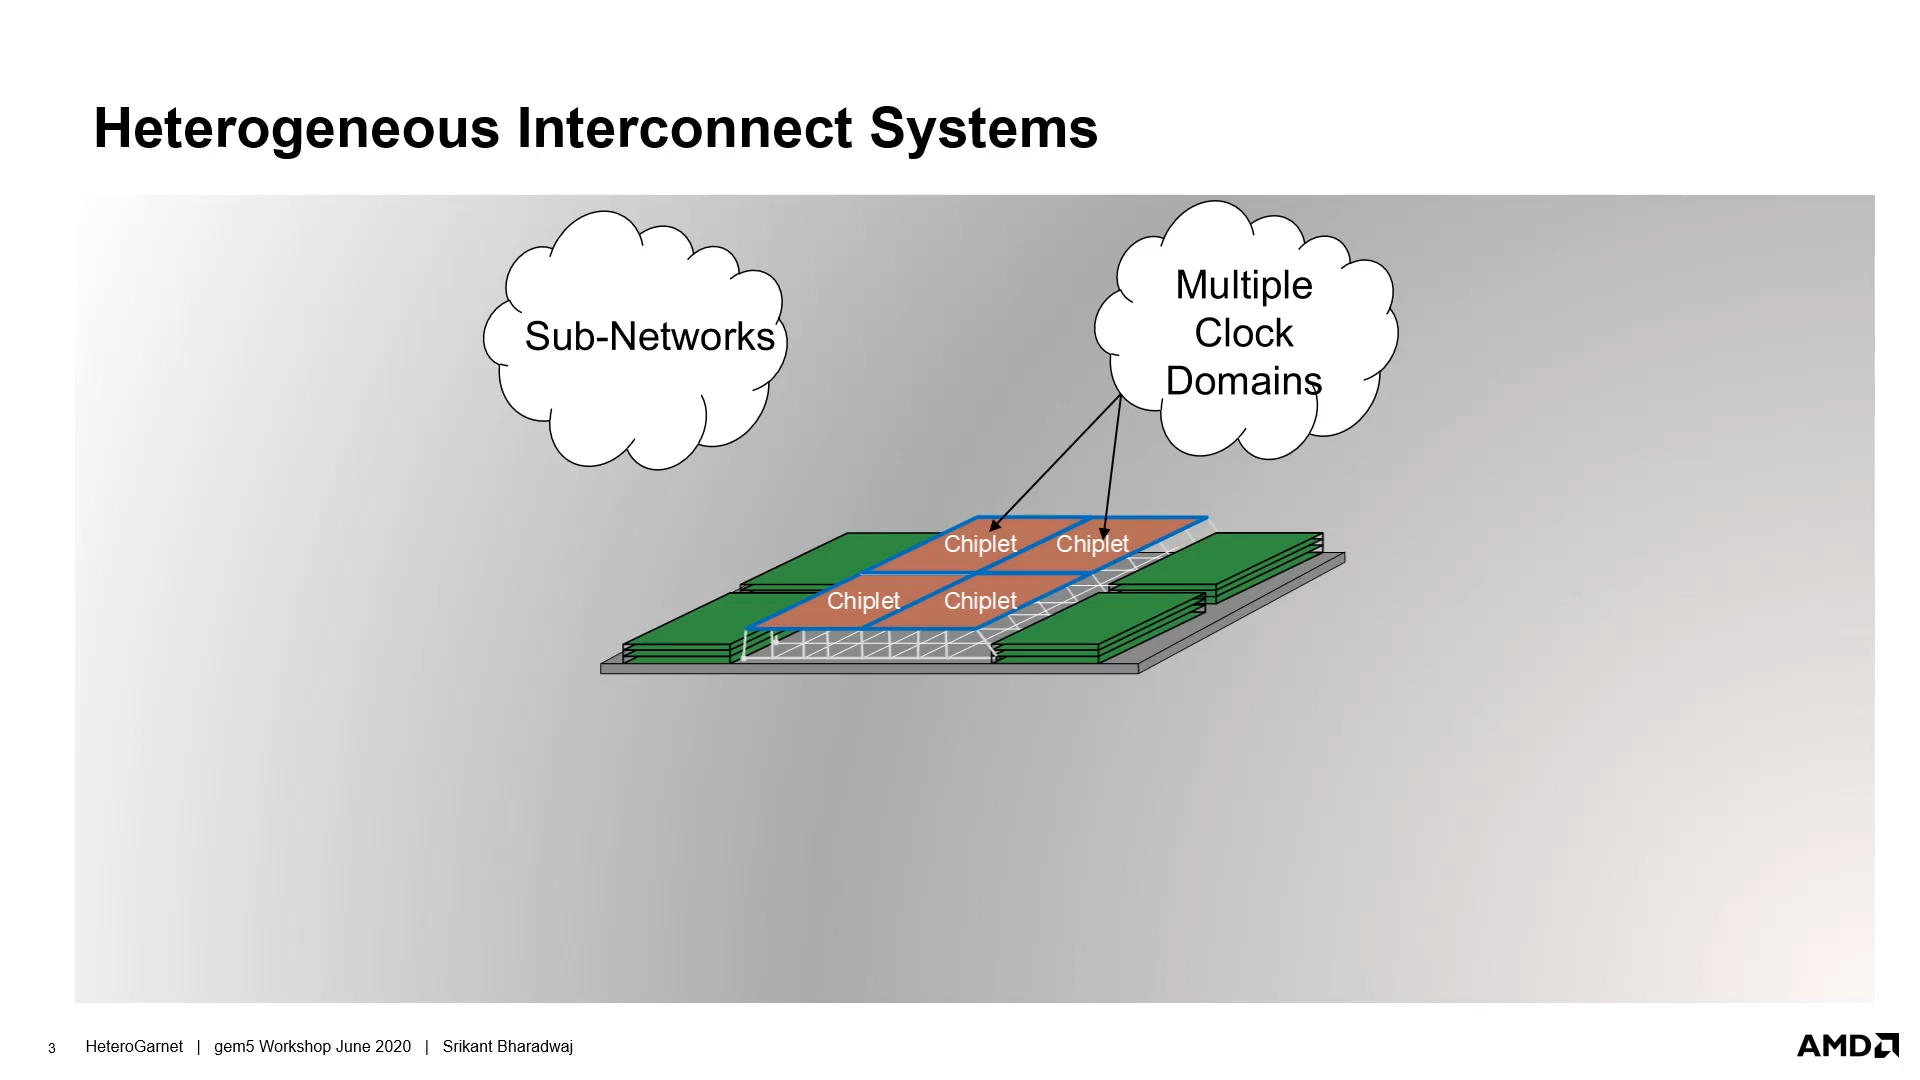 Heterogeneous Interconnect Systems
Sub-Networks
Multiple
Clock
Domains
Chiplet
Chiplet
Chiplet
Chiplet
3 HeteroGarnet | gem5 Workshop June 2020 | Srikant Bharadwaj
AMD